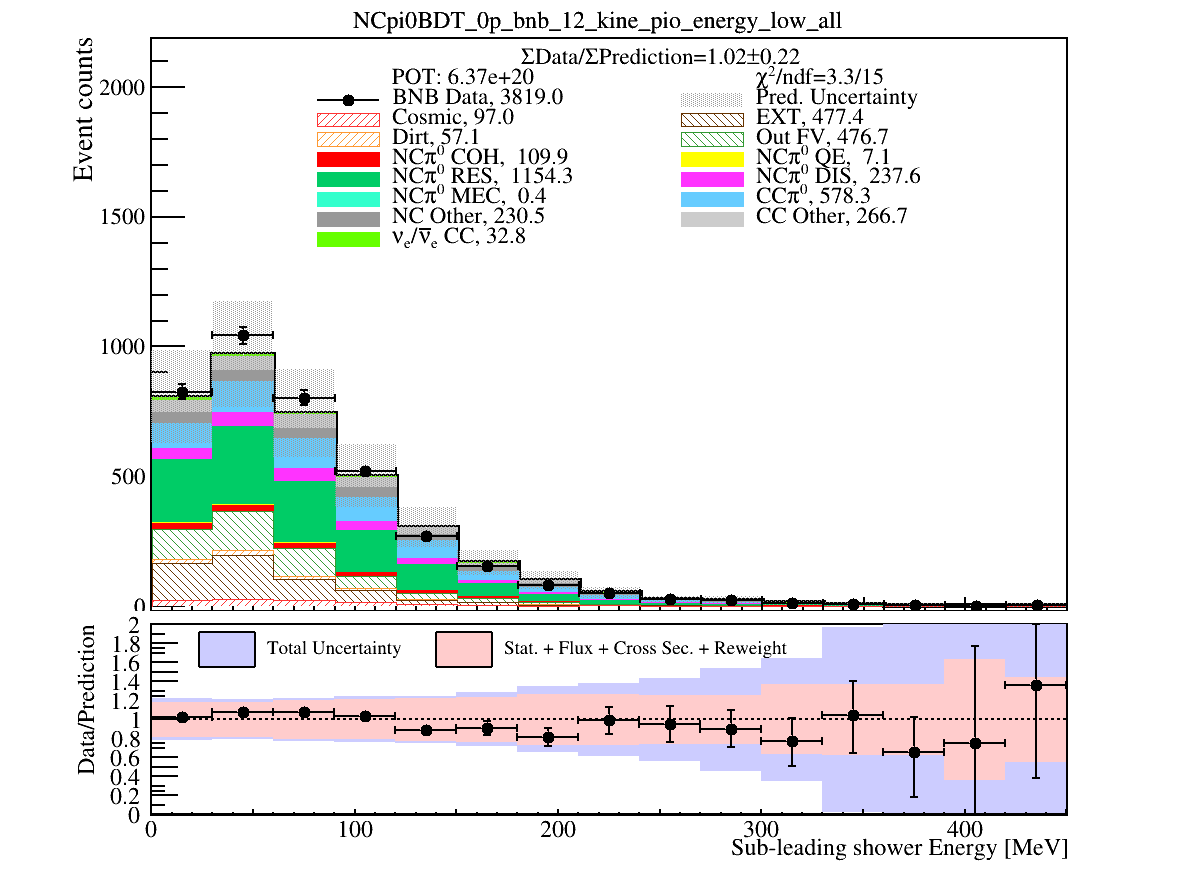 NCpi0BDT_0p_bnb_12_kine_pio_energy_low_all
ΣData/ΣPrediction=1.02±0.22
POT: 6.37e+20
χ²/ndf=3.3/15
BNB Data, 3819.0
Pred. Uncertainty
Cosmic, 97.0
EXT, 477.4
Dirt, 57.1
Out FV, 476.7
NCπ⁰ COH,  109.9
NCπ⁰ QE,  7.1
NCπ⁰ RES,  1154.3
NCπ⁰ DIS,  237.6
NCπ⁰ MEC,  0.4
CCπ⁰, 578.3
NC Other, 230.5
CC Other, 266.7
νₑ/ν̅ₑ CC, 32.8
Event counts
2000
1500
1000
500
0
Total Uncertainty
Stat. + Flux + Cross Sec. + Reweight
Data/Prediction
2
1.8
1.6
1.4
1.2
1
0.8
0.6
0.4
0.2
0
0 100 200 300 400
Sub-leading shower Energy [MeV]